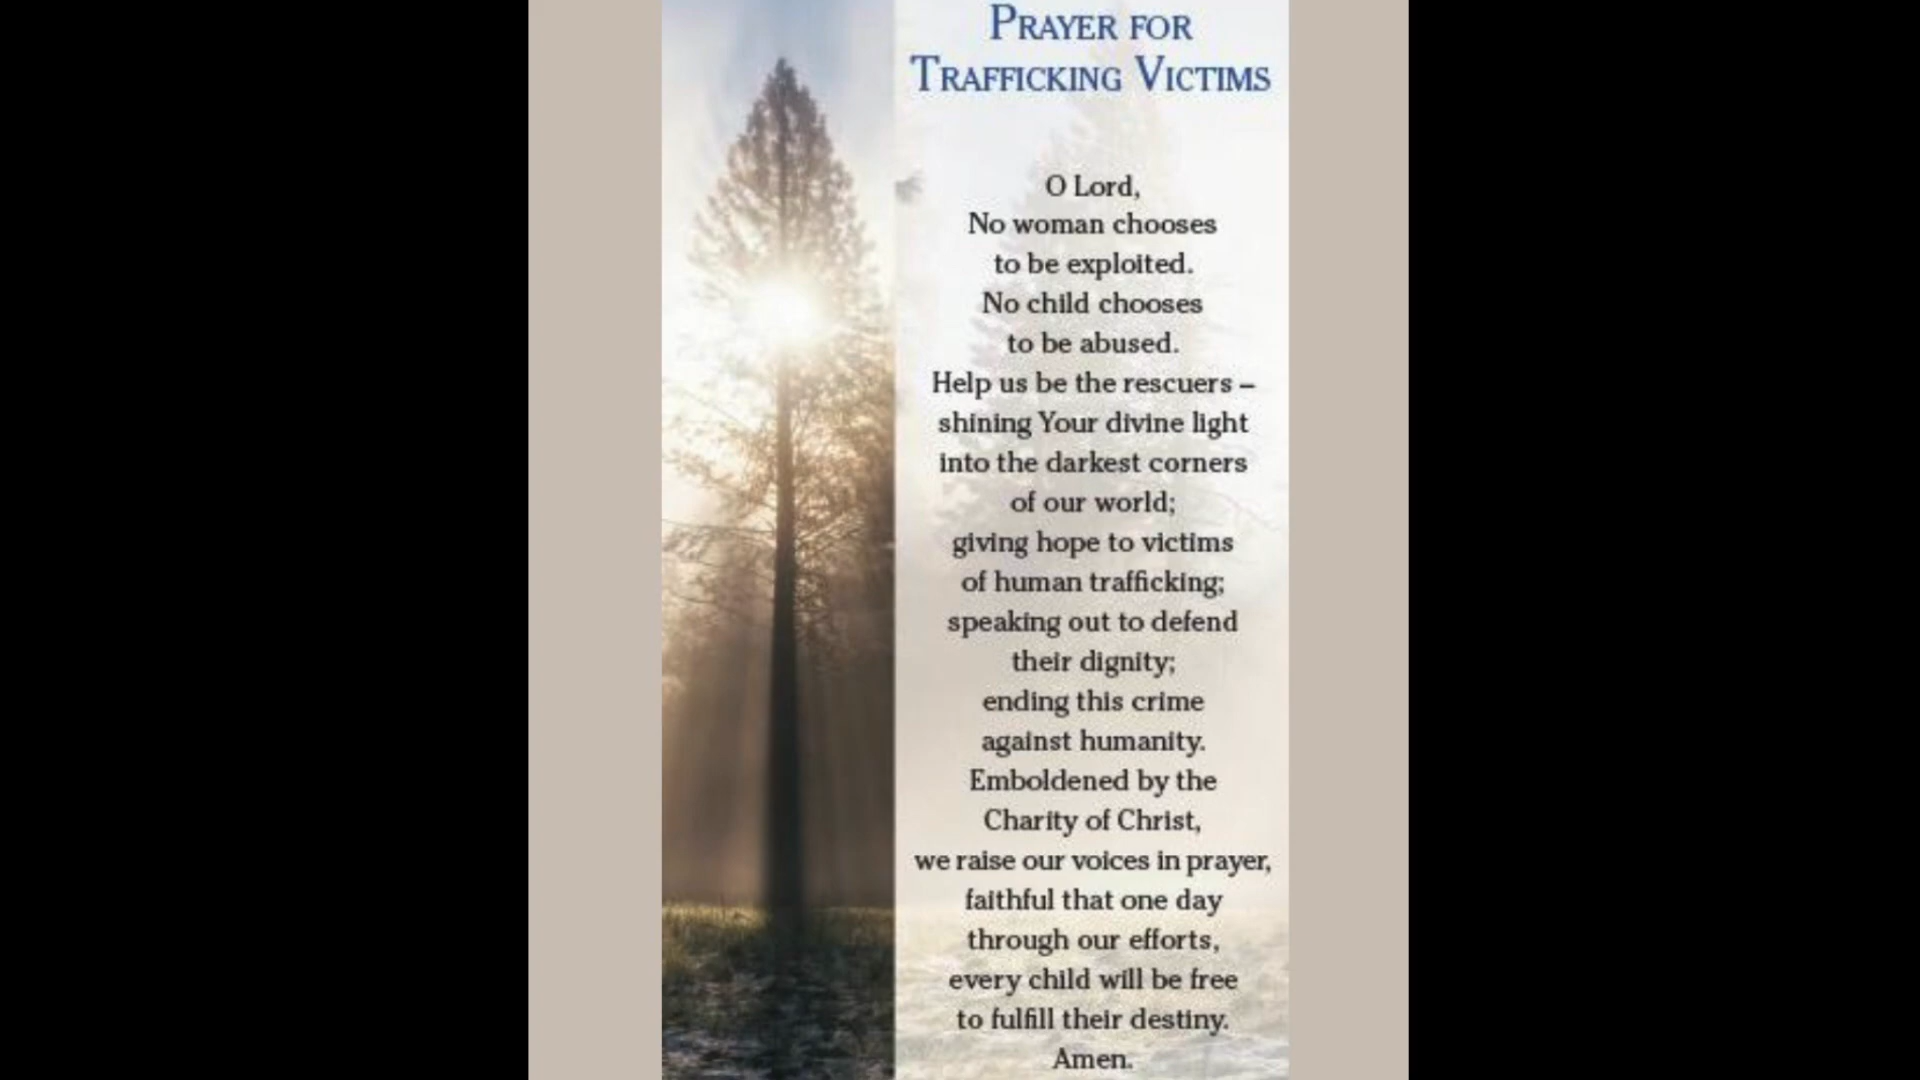 PRAYER FOR
TRAFFICKING VICTIMS
O Lord,
No woman chooses
to be exploited.
No child chooses
to be abused.
Help us be the rescuers –
shining Your divine light
into the darkest corners
of our world;
giving hope to victims
of human trafficking;
speaking out to defend
their dignity;
ending this crime
against humanity.
Emboldened by the
Charity of Christ,
we raise our voices in prayer,
faithful that one day
through our efforts,
every child will be free
to fulfill their destiny.
Amen.